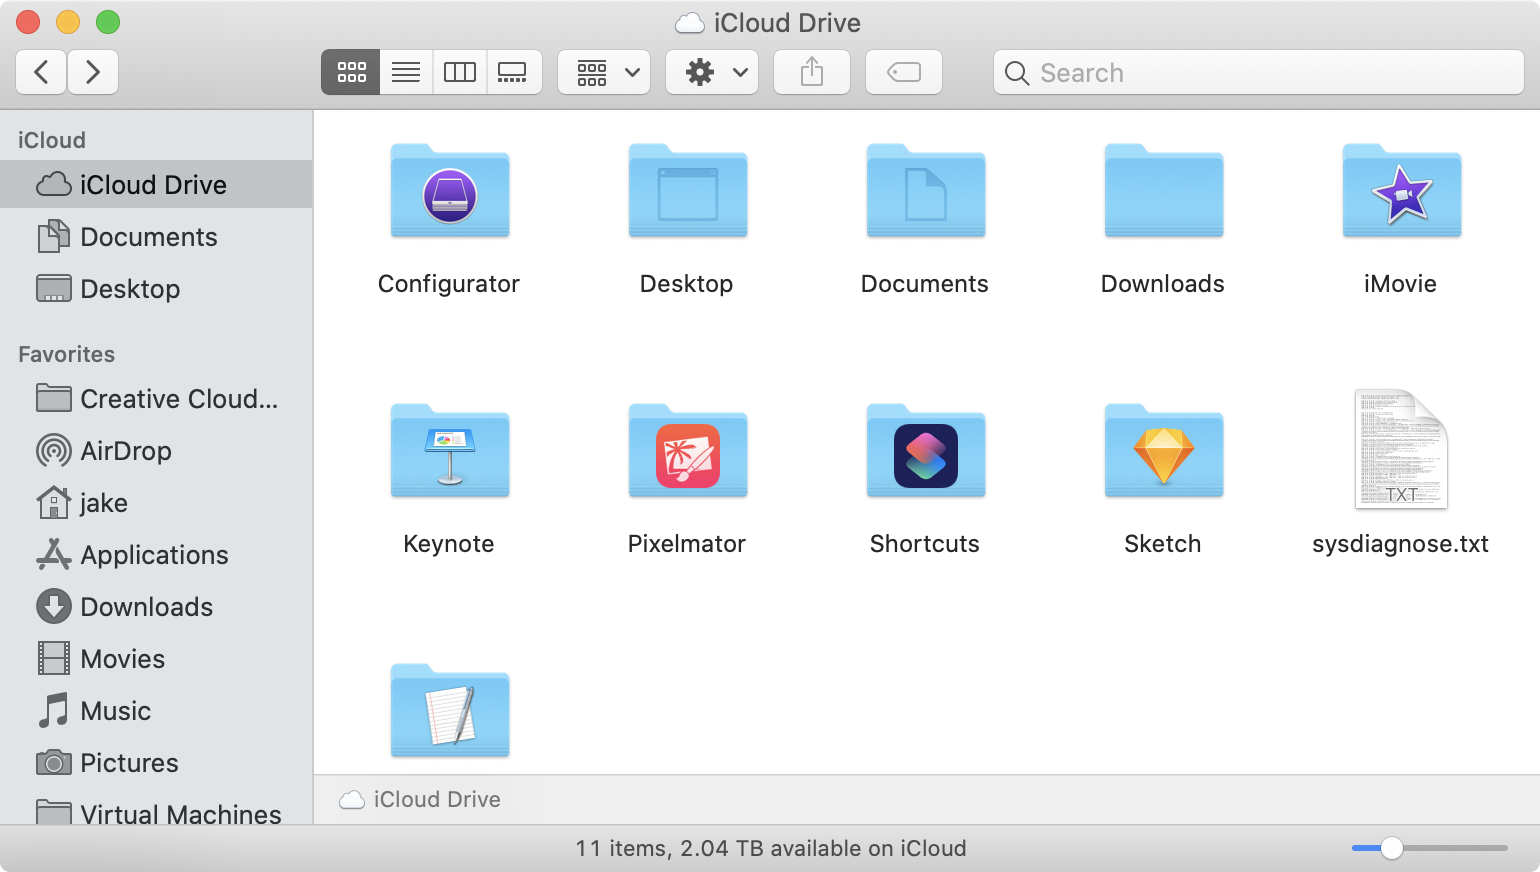 iCloud Drive
Search
iCloud
iCloud Drive
Documents
Desktop
Favorites
Creative Cloud...
AirDrop
jake
Applications
Downloads
Movies
Music
Pictures
Virtual Machines
Configurator
Desktop
Documents
Downloads
iMovie
Keynote
Pixelmator
Shortcuts
Sketch
TXT
sysdiagnose.txt
iCloud Drive
11 items, 2.04 TB available on iCloud